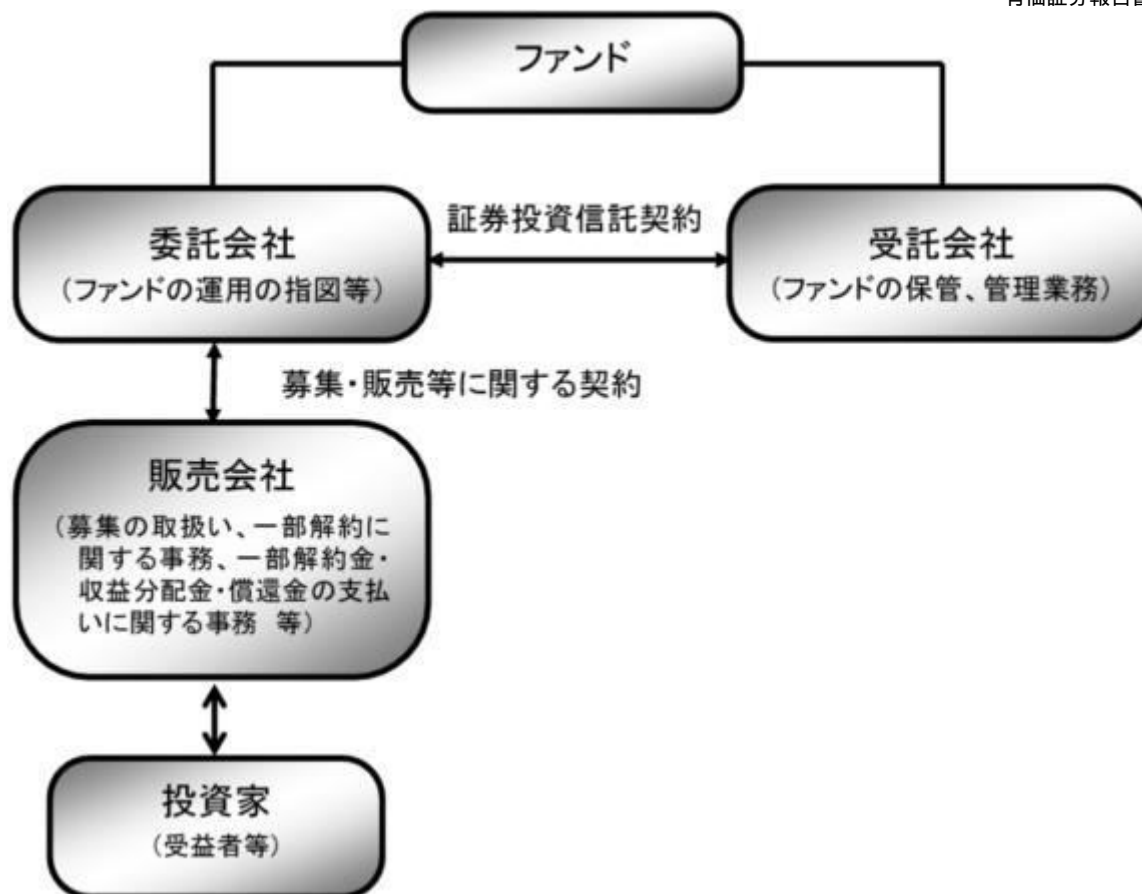 ファンド
証券投資信託契約
委託会社
(ファンドの運用の指図等)
受託会社
(ファンドの保管、管理業務)
募集・販売等に関する契約
販売会社
(募集の取扱い、一部解約に
関する事務、一部解約金・
収益分配金・償還金の支払
いに関する事務 等)
投資家
(受益者等)